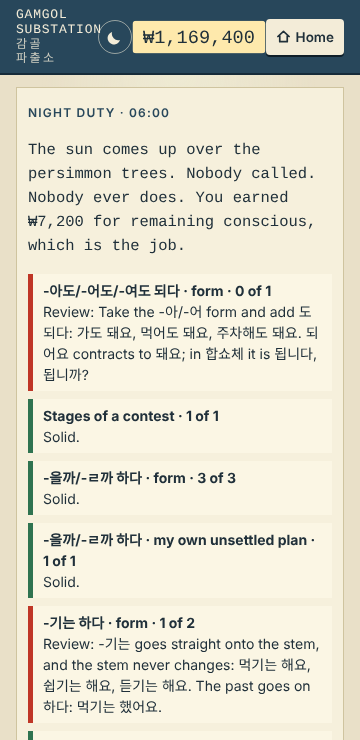 GAMGOL
SUBSTATION
감골
파출소
₩1,169,400
Home
NIGHT DUTY · 06:00
The sun comes up over the
persimmon trees. Nobody called.
Nobody ever does. You earned
₩7,200 for remaining conscious,
which is the job.
-아도/-어도/-여도 되다 · form · 0 of 1
Review: Take the -아/-어 form and add 도
되다: 가도 돼요, 먹어도 돼요, 주차해도 돼요. 되
어요 contracts to 돼요; in 합쇼체 it is 됩니다,
됩니까?
Stages of a contest · 1 of 1
Solid.
-을까/-ㄹ까 하다 · form · 3 of 3
Solid.
-을까/-ㄹ까 하다 · my own unsettled plan ·
1 of 1
Solid.
-기는 하다 · form · 1 of 2
Review: -기는 goes straight onto the stem,
and the stem never changes: 먹기는 해요,
쉽기는 해요, 듣기는 해요. The past goes on
하다: 먹기는 했어요.